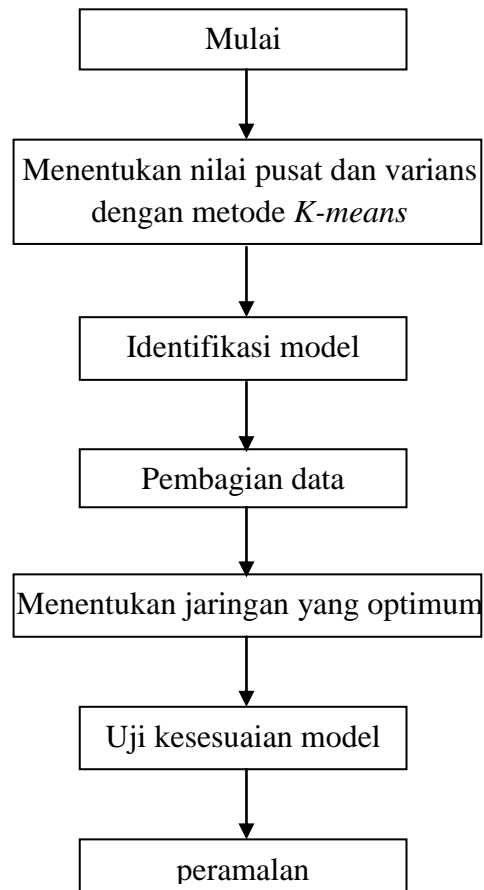 Mulai
Menentukan nilai pusat dan varians
dengan metode K-means
Identifikasi model
Pembagian data
Menentukan jaringan yang optimum
Uji kesesuaian model
peramalan